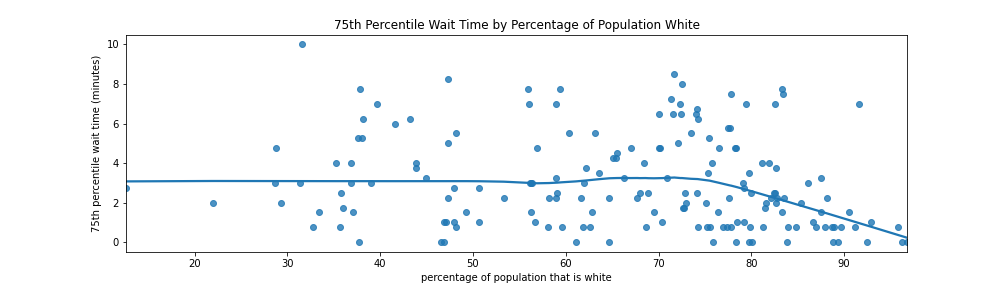 75th Percentile Wait Time by Percentage of Population White
75th percentile wait time (minutes)
10
8
6
4
2
0
20 30 40 50 60 70 80 90
percentage of population that is white